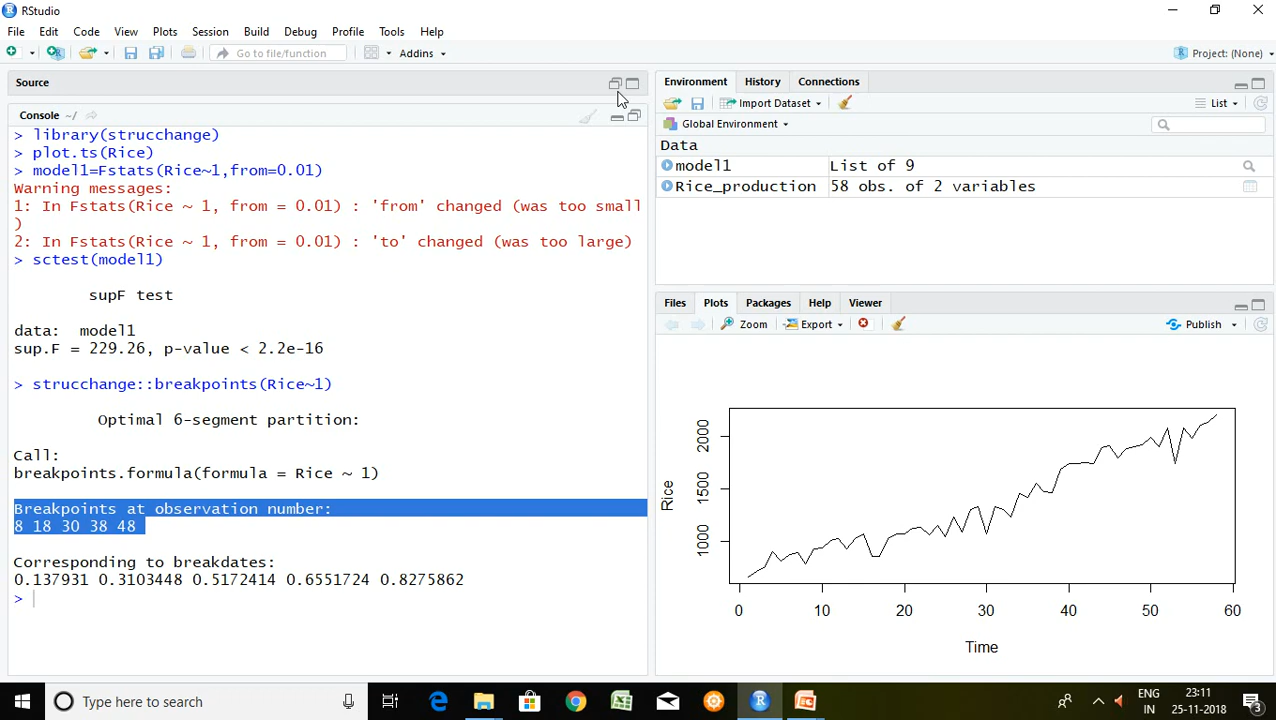 RStudio
File Edit Code View Plots Session Build Debug Profile Tools Help
Go to file/function Addins Project: (None)
Source
Console ~/
> library(strucchange)
> plot.ts(Rice)
> model1=Fstats(Rice~1,from=0.01)
Warning messages:
1: In Fstats(Rice ~ 1, from = 0.01) : 'from' changed (was too small
)
2: In Fstats(Rice ~ 1, from = 0.01) : 'to' changed (was too large)
> sctest(model1)
supF test
data: model1
sup.F = 229.26, p-value < 2.2e-16
> strucchange::breakpoints(Rice~1)
Optimal 6-segment partition:
Call:
breakpoints.formula(formula = Rice ~ 1)
Breakpoints at observation number:
8 18 30 38 48
Corresponding to breakdates:
0.137931 0.3103448 0.5172414 0.6551724 0.8275862
>
Environment History Connections
Import Dataset List
Global Environment
Data
model1 List of 9
Rice_production 58 obs. of 2 variables
Files Plots Packages Help Viewer
Zoom Export Publish
Rice
2000
1500
1000
0 10 20 30 40 50 60
Time
Type here to search
ENG
IN
23:11
25-11-2018
3